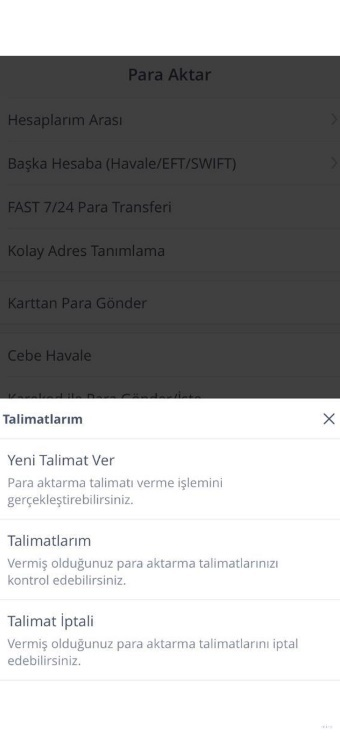 Para Aktar
Hesaplarım Arası
Başka Hesaba (Havale/EFT/SWIFT)
FAST 7/24 Para Transferi
Kolay Adres Tanımlama
Karttan Para Gönder
Cebe Havale
Karekod ile Para Gönder/İste
Talimatlarım
Yeni Talimat Ver
Para aktarma talimatı verme işlemini
gerçekleştirebilirsiniz.
Talimatlarım
Vermiş olduğunuz para aktarma talimatlarınızı
kontrol edebilirsiniz.
Talimat İptali
Vermiş olduğunuz para aktarma talimatlarını iptal
edebilirsiniz.